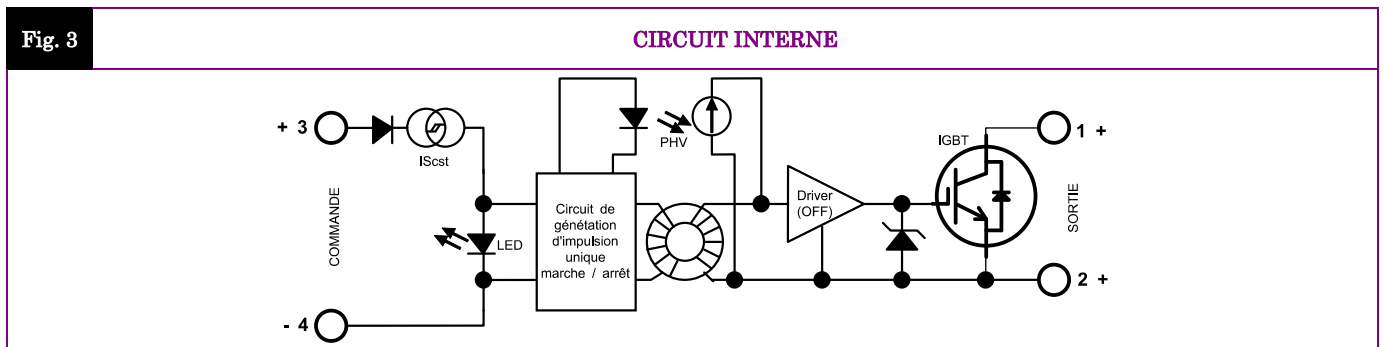 Fig. 3
CIRCUIT INTERNE
+ 3
IScst
PHV
IGBT
1 +
COMMANDE
LED
Circuit de
génétation
d'impulsion
unique
marche / arrêt
Driver
(OFF)
SORTIE
2 +
- 4